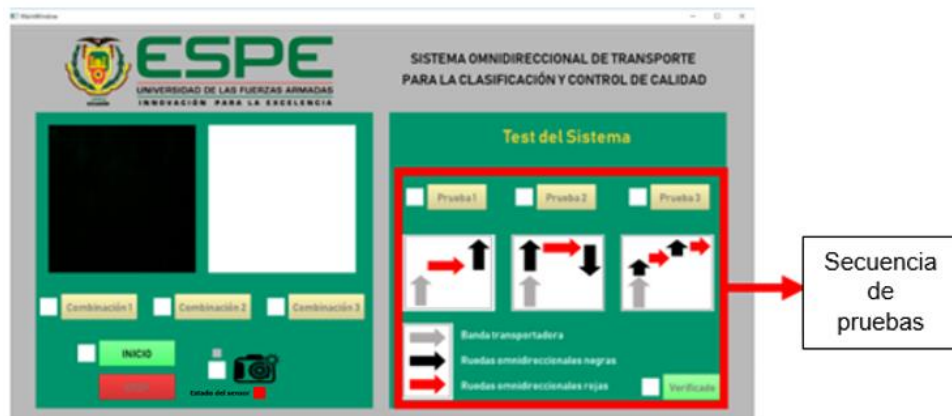 MainWindow
ESPE
UNIVERSIDAD DE LAS FUERZAS ARMADAS
INNOVACIÓN PARA LA EXCELENCIA
SISTEMA OMNIDIRECCIONAL DE TRANSPORTE
PARA LA CLASIFICACIÓN Y CONTROL DE CALIDAD
Combinación 1
Combinación 2
Combinación 3
INICIO
Estado del sensor
Test del Sistema
Prueba 1
Prueba 2
Prueba 3
Banda transportadora
Ruedas omnidireccionales negras
Ruedas omnidireccionales rojas
Verificado
Secuencia
de
pruebas